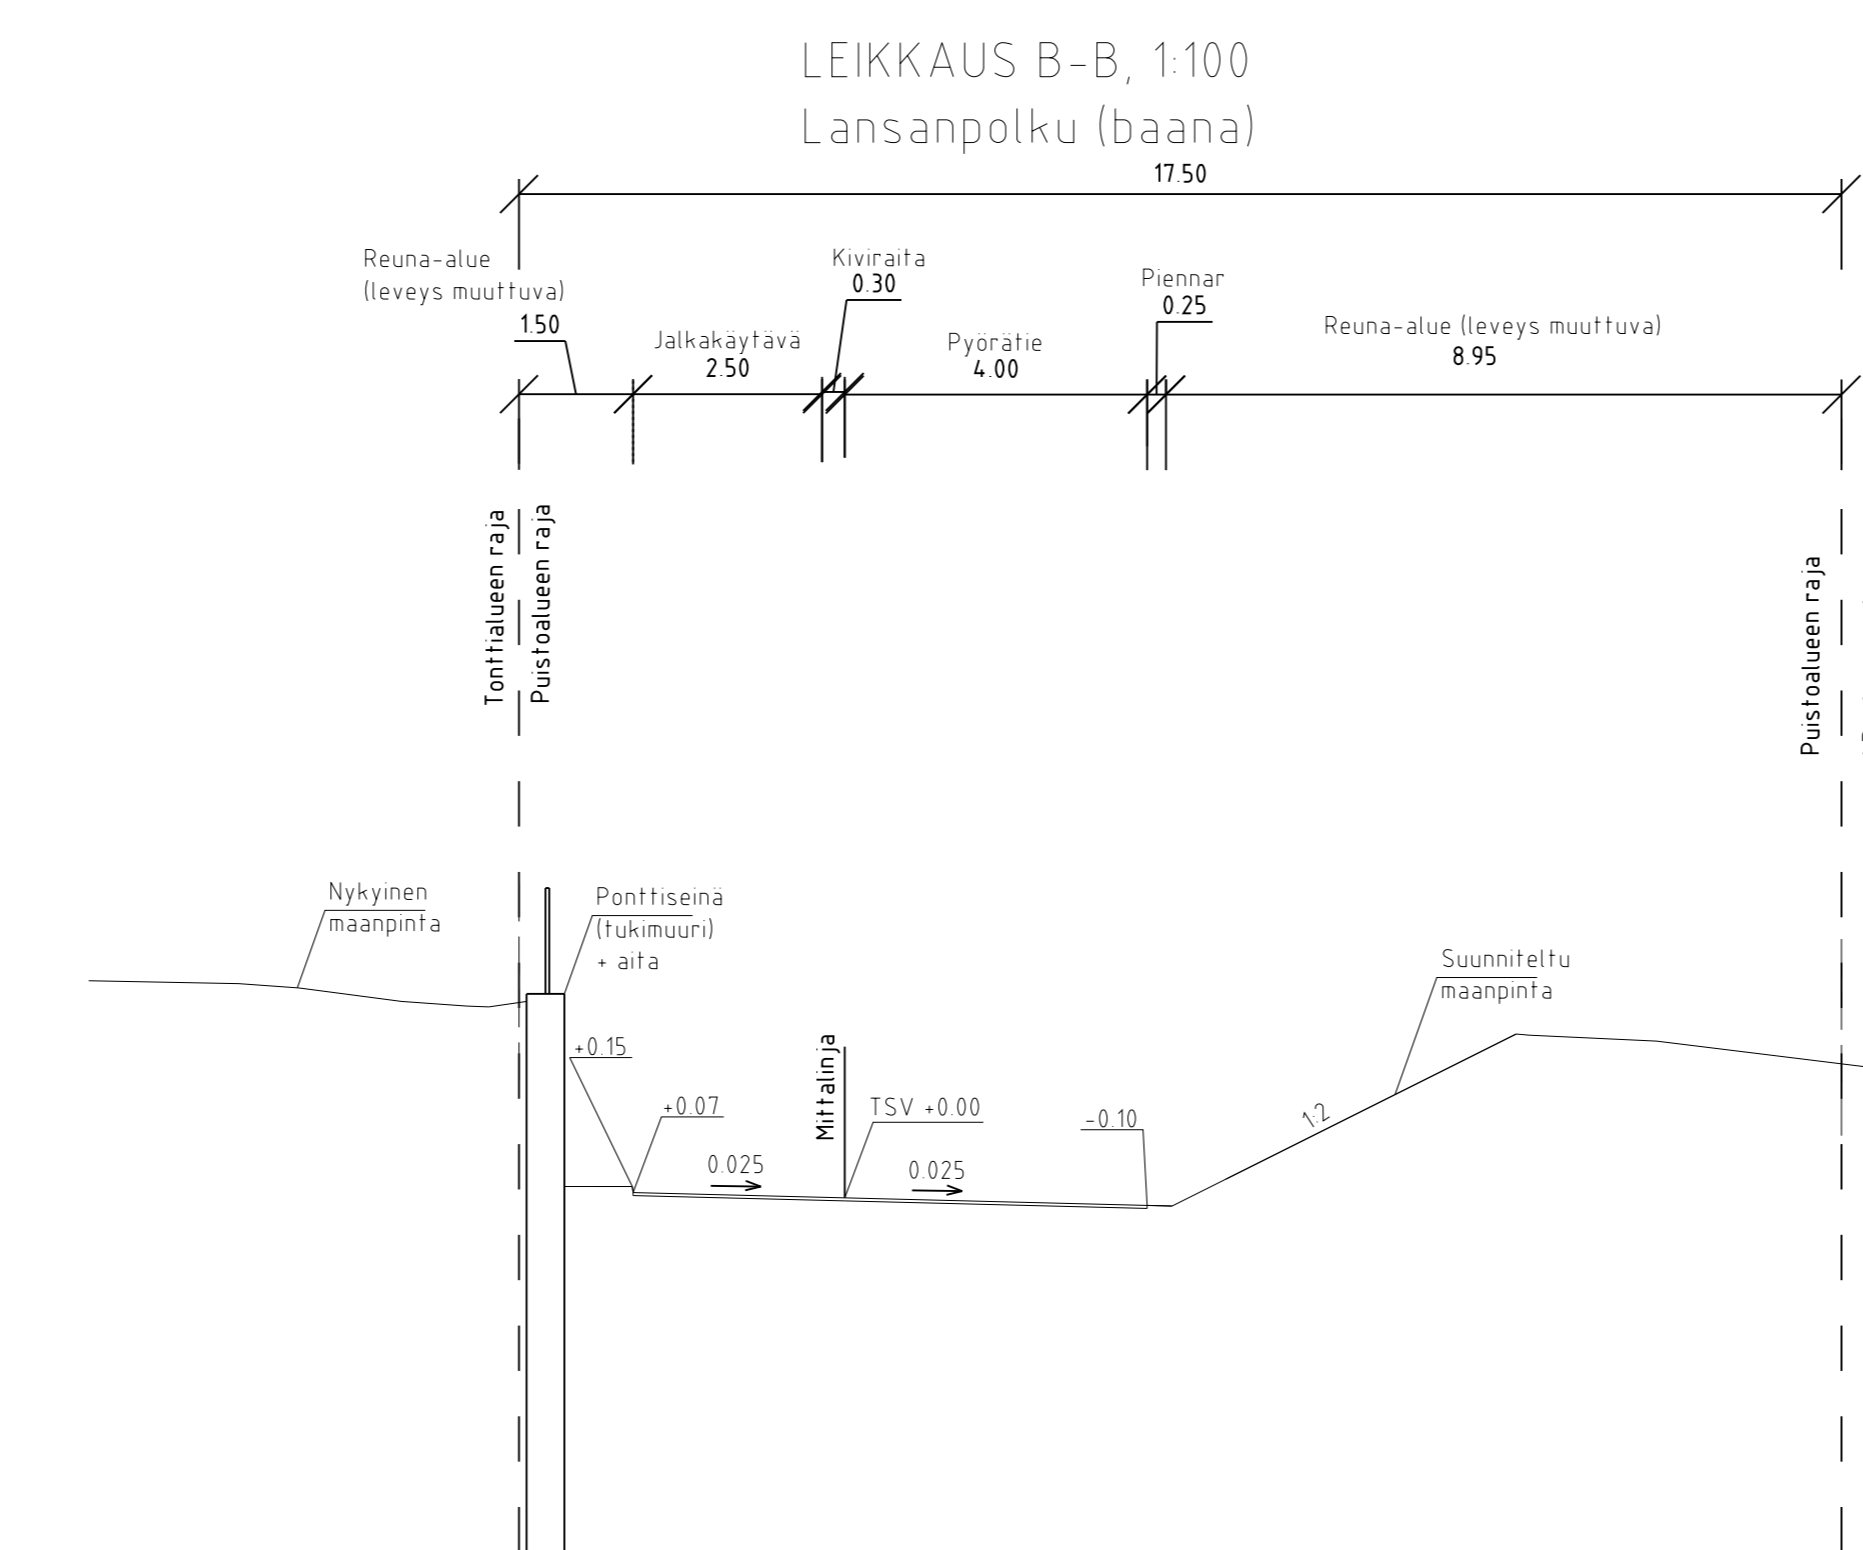 LEIKKAUS B-B, 1:100
Lansanpolku (baana)
17.50
Reuna-alue
(leveys muuttuva)
1.50
Jalkakäytävä
2.50
Kiviraita
0.30
Pyörätie
4.00
Piennar
0.25
Reuna-alue (leveys muuttuva)
8.95
Tonttialueen raja
Puistoalueen raja
Puistoalueen raja
Nykyinen
maanpinta
Ponttiseinä
(tukimuuri)
+ aita
Suunniteltu
maanpinta
+0.15
+0.07
Mittalinja
TSV +0.00
-0.10
1:2
0.025
0.025